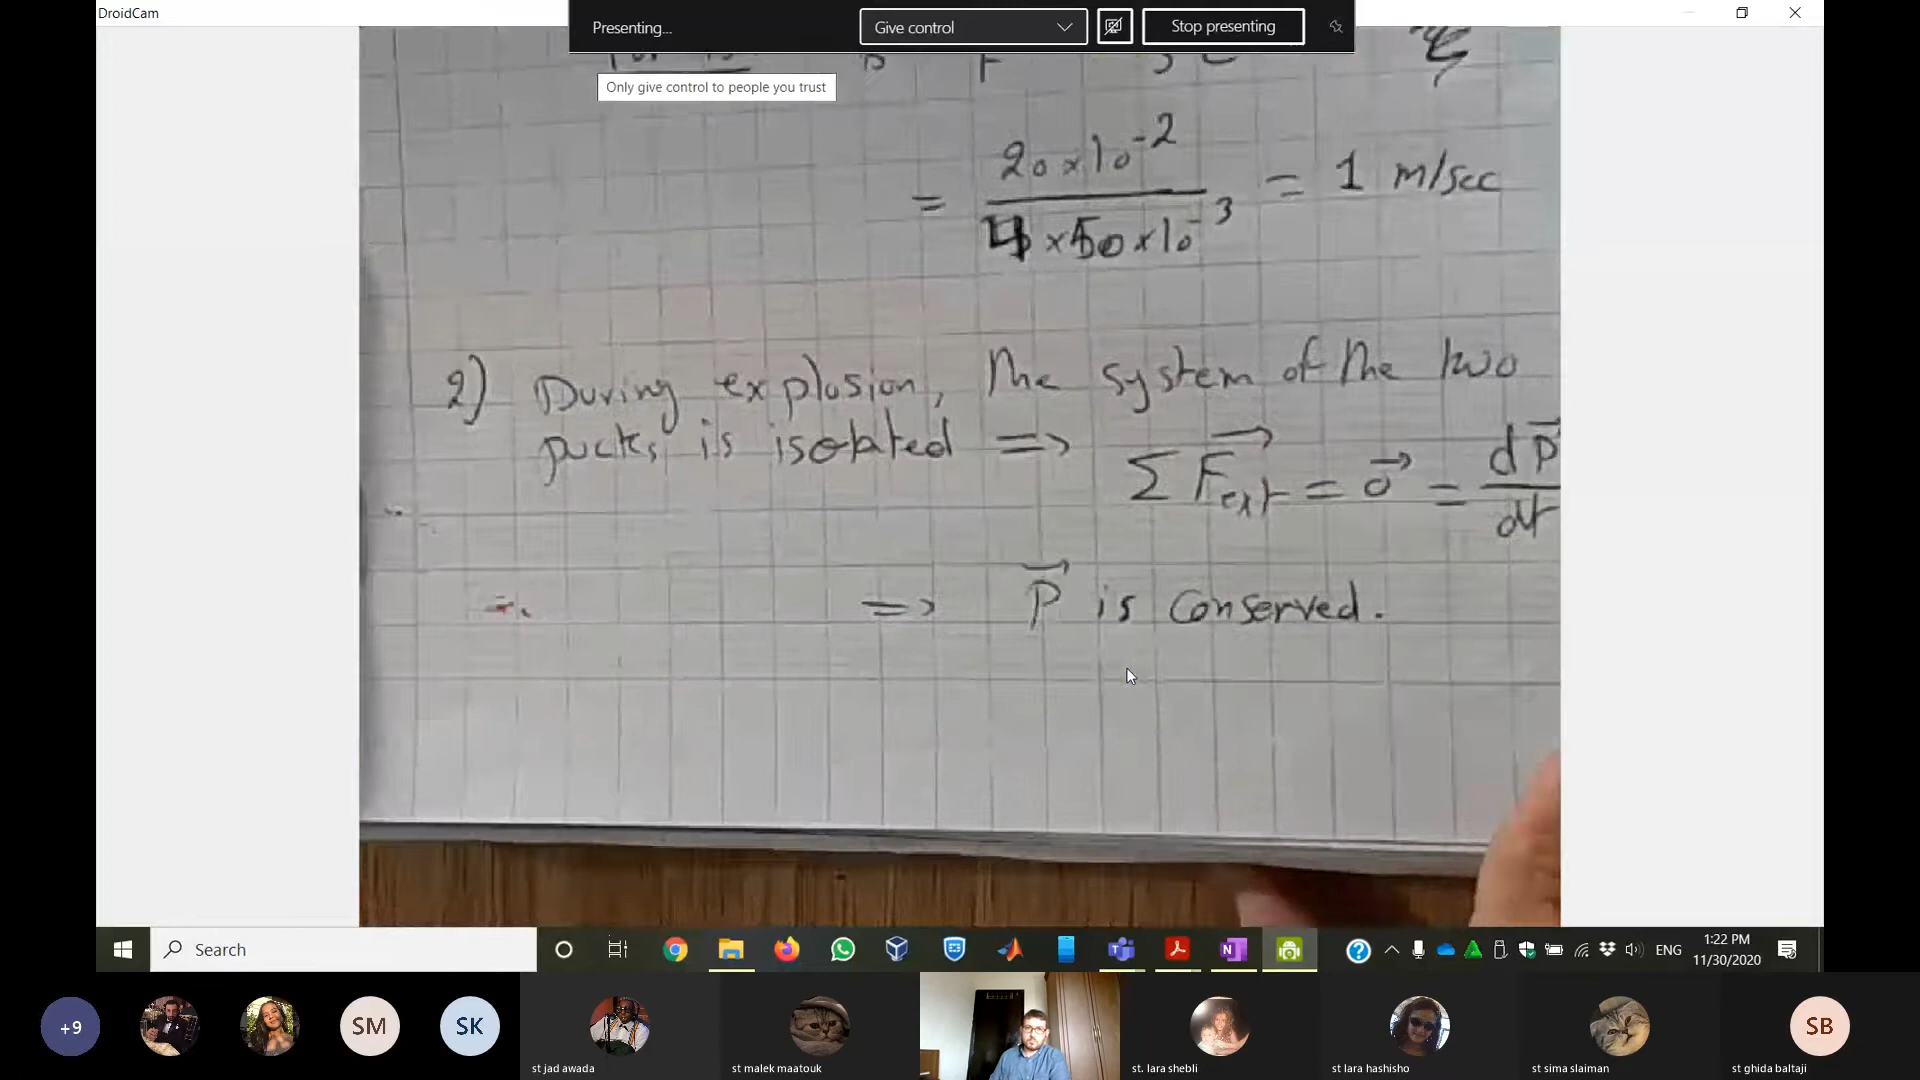 DroidCam
Presenting...
Give control
Stop presenting
Only give control to people you trust
= 20 x 10^-2 / 4 x 50 x 10^-3 = 1 m/sec
2) During explosion, the system of the two
pucks is isolated => Σ F⃗ext = 0⃗ = dP⃗/dt
=> P⃗ is conserved.
Search
ENG
1:22 PM
11/30/2020
+9
SM
SK
st jad awada
st malek maatouk
st. lara shebli
st lara hashisho
st sima slaiman
SB
st ghida baltaji